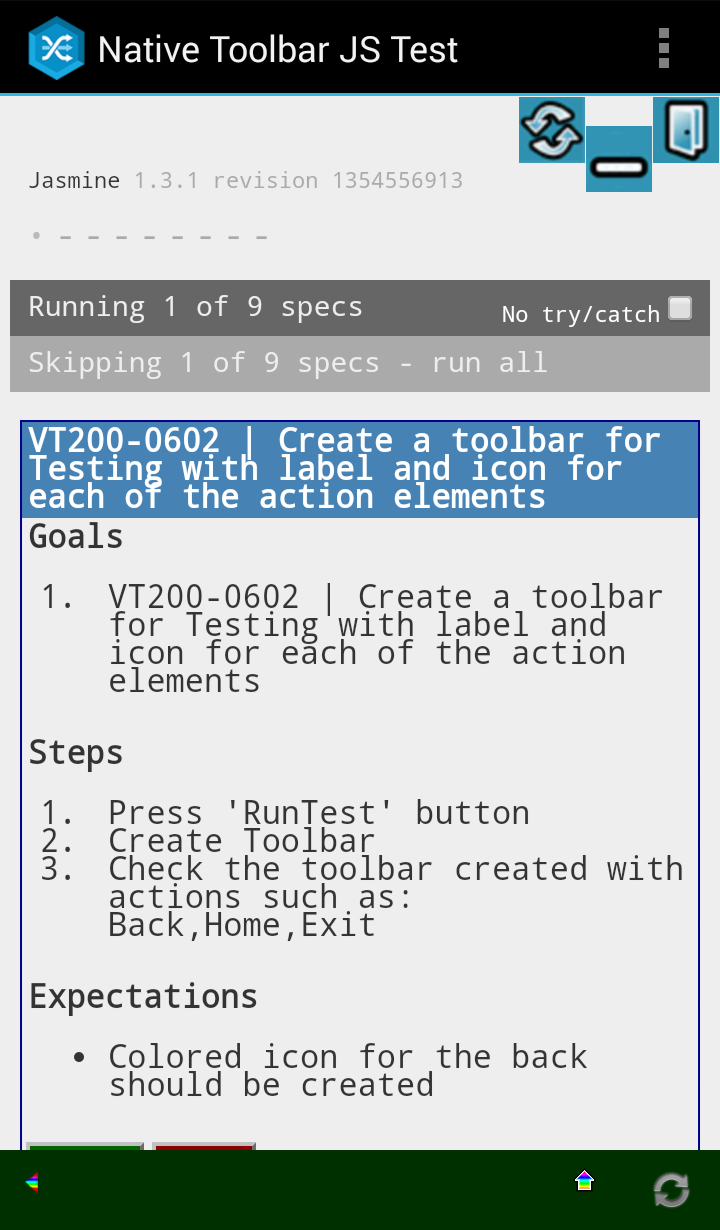 Native Toolbar JS Test
Jasmine 1.3.1 revision 1354556913
Running 1 of 9 specs
No try/catch
Skipping 1 of 9 specs - run all
VT200-0602 | Create a toolbar for
Testing with label and icon for
each of the action elements
Goals
1. VT200-0602 | Create a toolbar
for Testing with label and
icon for each of the action
elements
Steps
1. Press 'RunTest' button
2. Create Toolbar
3. Check the toolbar created with
actions such as:
Back,Home,Exit
Expectations
• Colored icon for the back
should be created